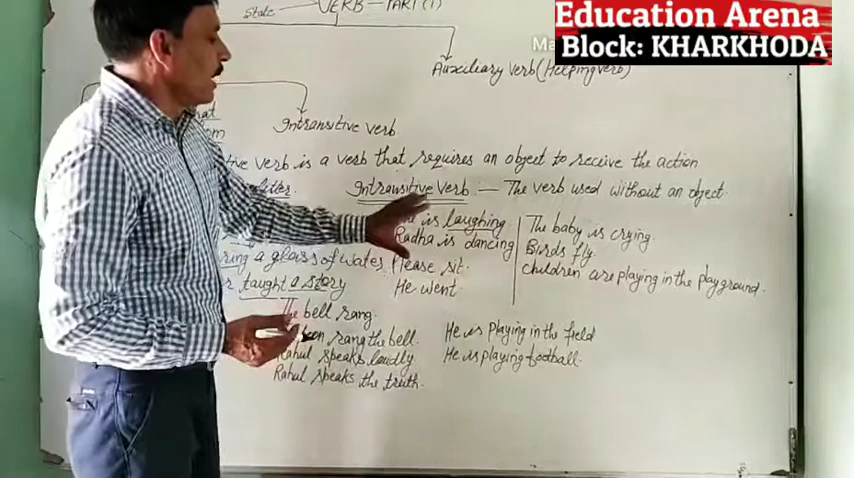 Education Arena
Block: KHARKHODA
State VERB - PART (1)
Auxiliary verb (Helping verb)
Intransitive verb
tive verb is a verb that requires an object to receive the action
Intransitive verb — The verb used without an object.
is laughing
Radha is dancing
Please sit.
He went.
The baby is crying.
Birds fly.
Children are playing in the playground.
a glass of water
taught a story
The bell rang.
rang the bell.
Rahul speaks loudly.
Rahul speaks the truth.
He is playing in the field
He is playing football.